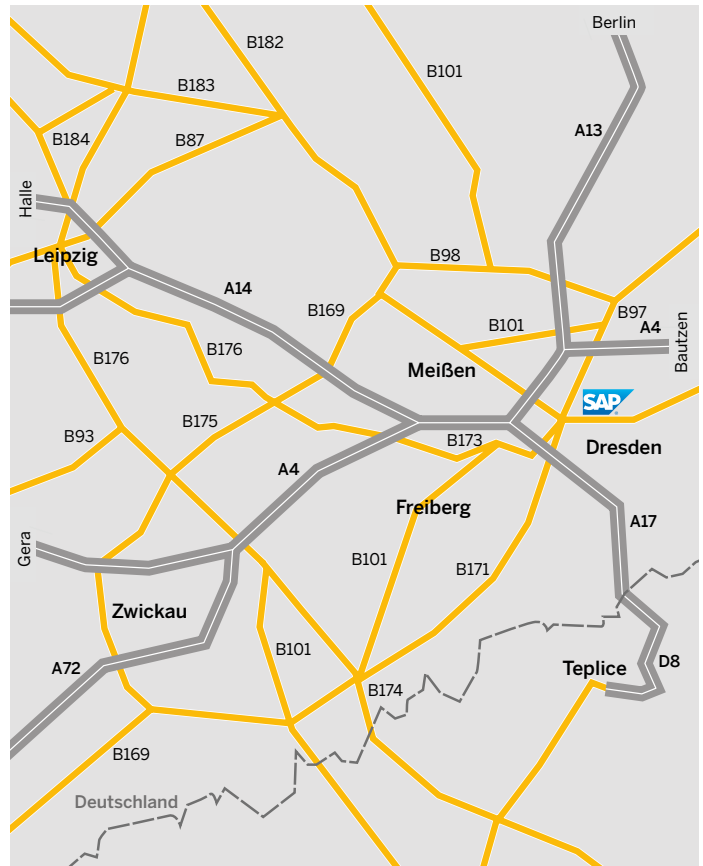 Berlin
B182
B101
B183
A13
B184
B87
Halle
Leipzig
B98
A14
B169
B97
B101
A4
Bautzen
B176
B176
Meißen
SAP
B175
B93
B173
Dresden
A4
Freiberg
A17
Gera
B101
B171
Zwickau
B101
Teplice
D8
A72
B174
B169
Deutschland